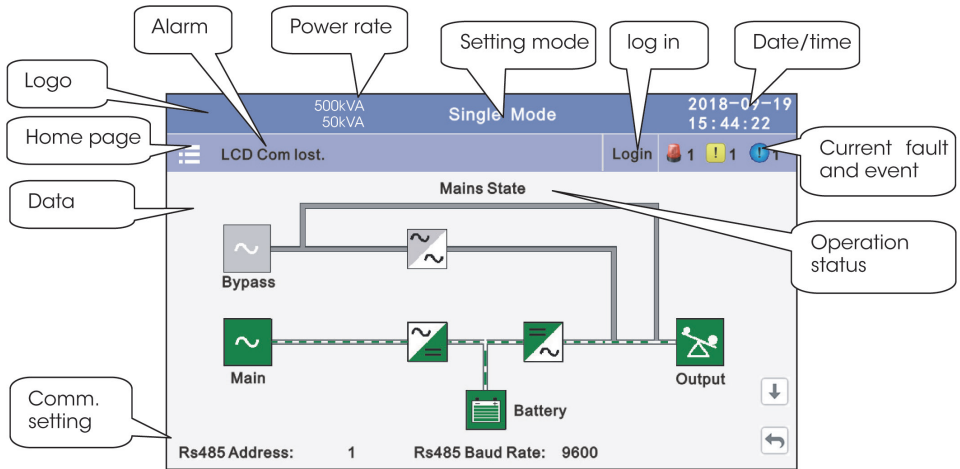 Alarm
Power rate
Setting mode
log in
Date/time
Logo
500kVA
50kVA
Single Mode
2018-09-19
15:44:22
Home page
LCD Com lost.
Login
1
1
1
Current fault
and event
Data
Mains State
Operation
status
Bypass
Main
Output
Battery
Comm.
setting
Rs485 Address: 1 Rs485 Baud Rate: 9600